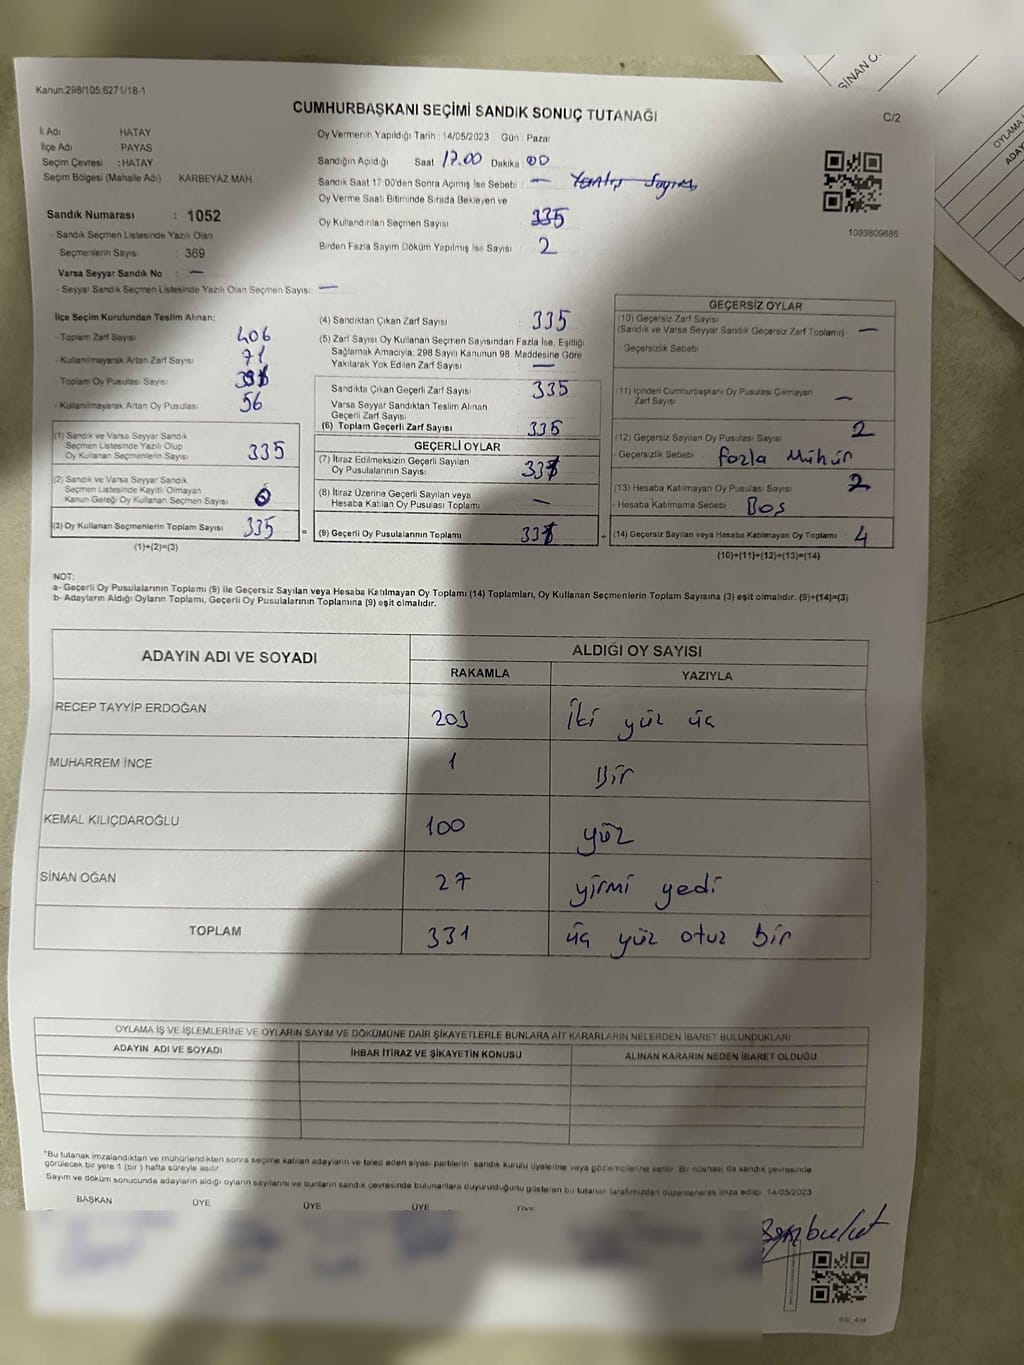 Kanun;298/105;6271/18-1
CUMHURBAŞKANI SEÇİMİ SANDIK SONUÇ TUTANAĞI
C/2
SİNAN O
OYLAMA
ADAY
İl Adı HATAY
İlçe Adı PAYAS
Seçim Çevresi :HATAY
Seçim Bölgesi (Mahalle Adı) KARBEYAZ MAH
Sandık Numarası : 1052
- Sandık Seçmen Listesinde Yazılı Olan
Seçmenlerin Sayısı : 369
Varsa Seyyar Sandık No : —
- Seyyar Sandık Seçmen Listesinde Yazılı Olan Seçmen Sayısı: —
Oy Vermenin Yapıldığı Tarih : 14/05/2023 Gün : Pazar
Sandığın Açıldığı Saat 17.00 Dakika 00
Sandık Saat 17:00'den Sonra Açılmış İse Sebebi : —
Oy Verme Saati Bitiminde Sırada Bekleyen ve
Oy Kullandırılan Seçmen Sayısı : 335
Birden Fazla Sayım Döküm Yapılmış İse Sayısı : 2
1093809686
İlçe Seçim Kurulundan Teslim Alınan;
- Toplam Zarf Sayısı : 406
- Kullanılmayarak Artan Zarf Sayısı : 71
- Toplam Oy Pusulası Sayısı :
- Kullanılmayarak Artan Oy Pusulası : 56
(1) Sandık ve Varsa Seyyar Sandık
Seçmen Listesinde Yazılı Olup
Oy Kullanan Seçmenlerin Sayısı : 335
(2) Sandık ve Varsa Seyyar Sandık
Seçmen Listesinde Kayıtlı Olmayan
Kanun Gereği Oy Kullanan Seçmen Sayısı : 0
(3) Oy Kullanan Seçmenlerin Toplam Sayısı : 335
(1)+(2)=(3)
(4) Sandıktan Çıkan Zarf Sayısı : 335
(5) Zarf Sayısı Oy Kullanan Seçmen Sayısından Fazla İse, Eşitliği
Sağlamak Amacıyla; 298 Sayılı Kanunun 98. Maddesine Göre
Yakılarak Yok Edilen Zarf Sayısı : —
Sandıkta Çıkan Geçerli Zarf Sayısı : 335
Varsa Seyyar Sandıktan Teslim Alınan
Geçerli Zarf Sayısı :
(6) Toplam Geçerli Zarf Sayısı : 335
GEÇERLİ OYLAR
(7) İtiraz Edilmeksizin Geçerli Sayılan
Oy Pusulalarının Sayısı : 331
(8) İtiraz Üzerine Geçerli Sayılan veya
Hesaba Katılan Oy Pusulası Toplamı : —
(9) Geçerli Oy Pusulalarının Toplamı : 331
GEÇERSİZ OYLAR
(10) Geçersiz Zarf Sayısı
(Sandık ve Varsa Seyyar Sandık Geçersiz Zarf Toplamı) : —
- Geçersizlik Sebebi :
(11) İçinden Cumhurbaşkanı Oy Pusulası Çıkmayan
Zarf Sayısı : —
(12) Geçersiz Sayılan Oy Pusulası Sayısı : 2
- Geçersizlik Sebebi : fazla Mühür
(13) Hesaba Katılmayan Oy Pusulası Sayısı : 2
- Hesaba Katılmama Sebebi : Boş
(14) Geçersiz Sayılan veya Hesaba Katılmayan Oy Toplamı : 4
(10)+(11)+(12)+(13)=(14)
NOT:
a- Geçerli Oy Pusulalarının Toplamı (9) ile Geçersiz Sayılan veya Hesaba Katılmayan Oy Toplamı (14) Toplamları, Oy Kullanan Seçmenlerin Toplam Sayısına (3) eşit olmalıdır. (9)+(14)=(3)
b- Adayların Aldığı Oyların Toplamı, Geçerli Oy Pusulalarının Toplamına (9) eşit olmalıdır.
ADAYIN ADI VE SOYADI ALDIĞI OY SAYISI
RAKAMLA YAZIYLA
RECEP TAYYİP ERDOĞAN 203 iki yüz üç
MUHARREM İNCE 1 Bir
KEMAL KILIÇDAROĞLU 100 yüz
SİNAN OĞAN 27 yirmi yedi
TOPLAM 331 üç yüz otuz bir
OYLAMA İŞ VE İŞLEMLERİNE VE OYLARIN SAYIM VE DÖKÜMÜNE DAİR ŞİKAYETLERLE BUNLARA AİT KARARLARIN NELERDEN İBARET BULUNDUKLARI
ADAYIN ADI VE SOYADI İHBAR İTİRAZ VE ŞİKAYETİN KONUSU ALINAN KARARIN NEDEN İBARET OLDUĞU
*Bu tutanak imzalandıktan ve mühürlendikten sonra seçime katılan adayların ve talep eden siyasi partilerin sandık kurulu üyelerine veya gözlemcilerine verilir. Bir nüshası da sandık çevresinde
görülecek bir yere 1 (bir) hafta süreyle asılır.
Sayım ve döküm sonucunda adayların aldığı oyların sayılarını ve bunların sandık çevresinde bulunanlara duyurulduğunu gösteren bu tutanak tarafımızdan düzenlenerek imza edildi. 14/05/2023
BAŞKAN ÜYE ÜYE ÜYE ÜYE